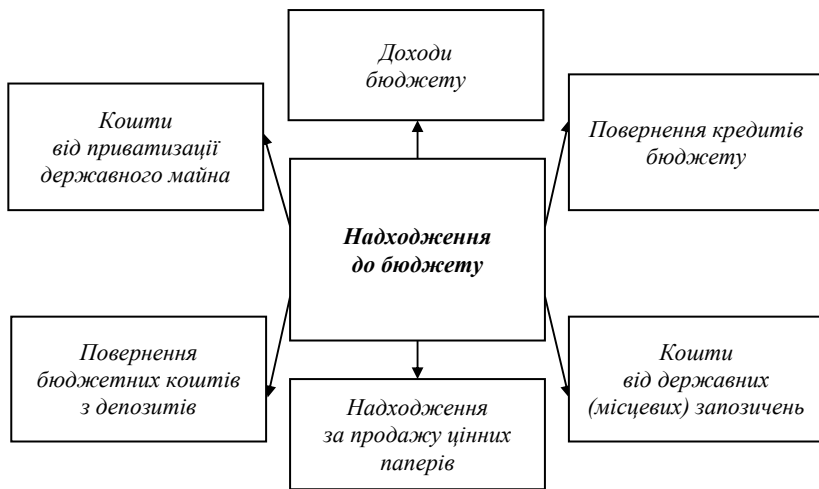 Доходи
бюджету
Кошти
від приватизації
державного майна
Повернення кредитів
бюджету
Надходження
до бюджету
Повернення
бюджетних коштів
з депозитів
Надходження
за продажу цінних
паперів
Кошти
від державних
(місцевих) запозичень